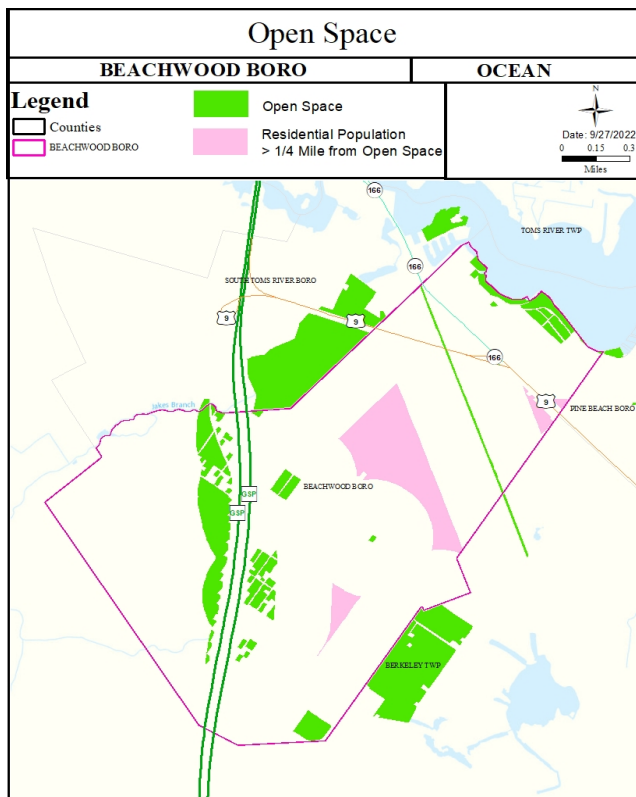 Open Space
BEACHWOOD BORO
OCEAN
Legend
Counties
BEACHWOOD BORO
Open Space
Residential Population
> 1/4 Mile from Open Space
N
Date: 9/27/2022
0 0.15 0.3
Miles
166
TOMS RIVER TWP
166
SOUTH TOMS RIVER BORO
9
9
166
Jakes Branch
9
PINE BEACH BORO
BEACHWOOD BORO
GSP
GSP
BERKELEY TWP